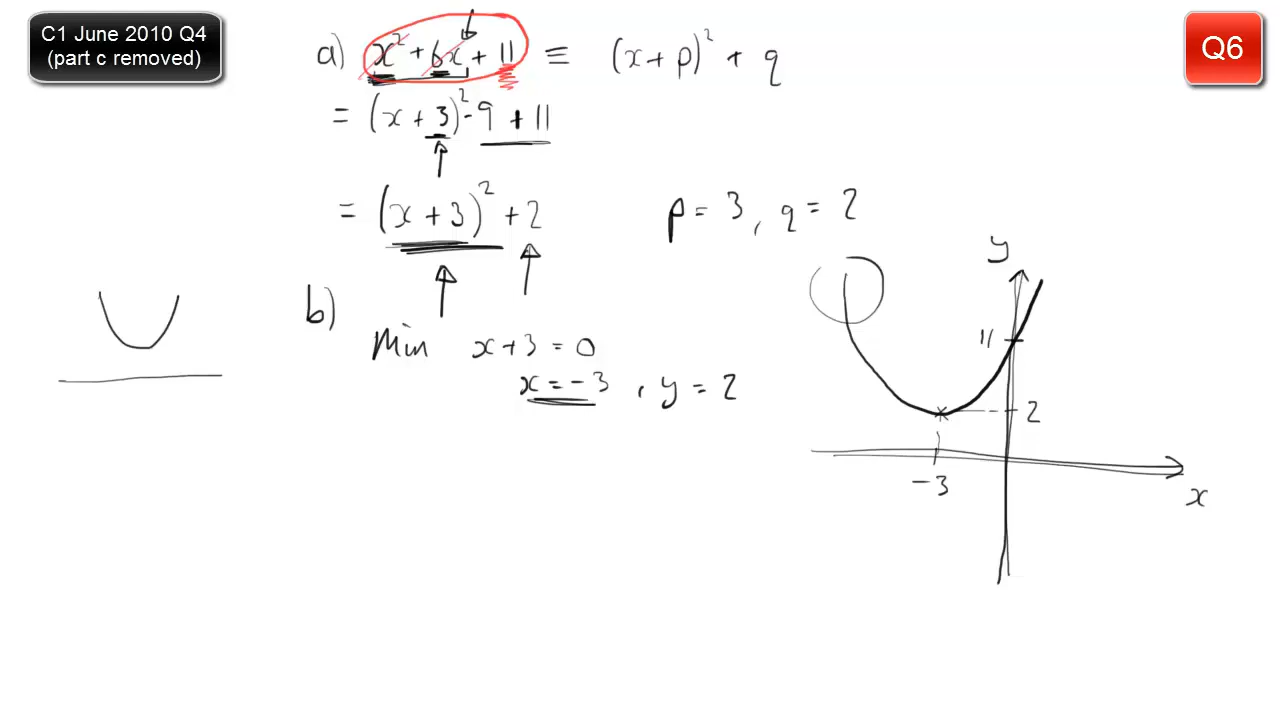 C1 June 2010 Q4
(part c removed)
Q6
a) x² + 6x + 11 ≡ (x + p)² + q
= (x + 3)² - 9 + 11
= (x + 3)² + 2
p = 3, q = 2
b)
Min x + 3 = 0
x = -3, y = 2
y
11
2
-3
x